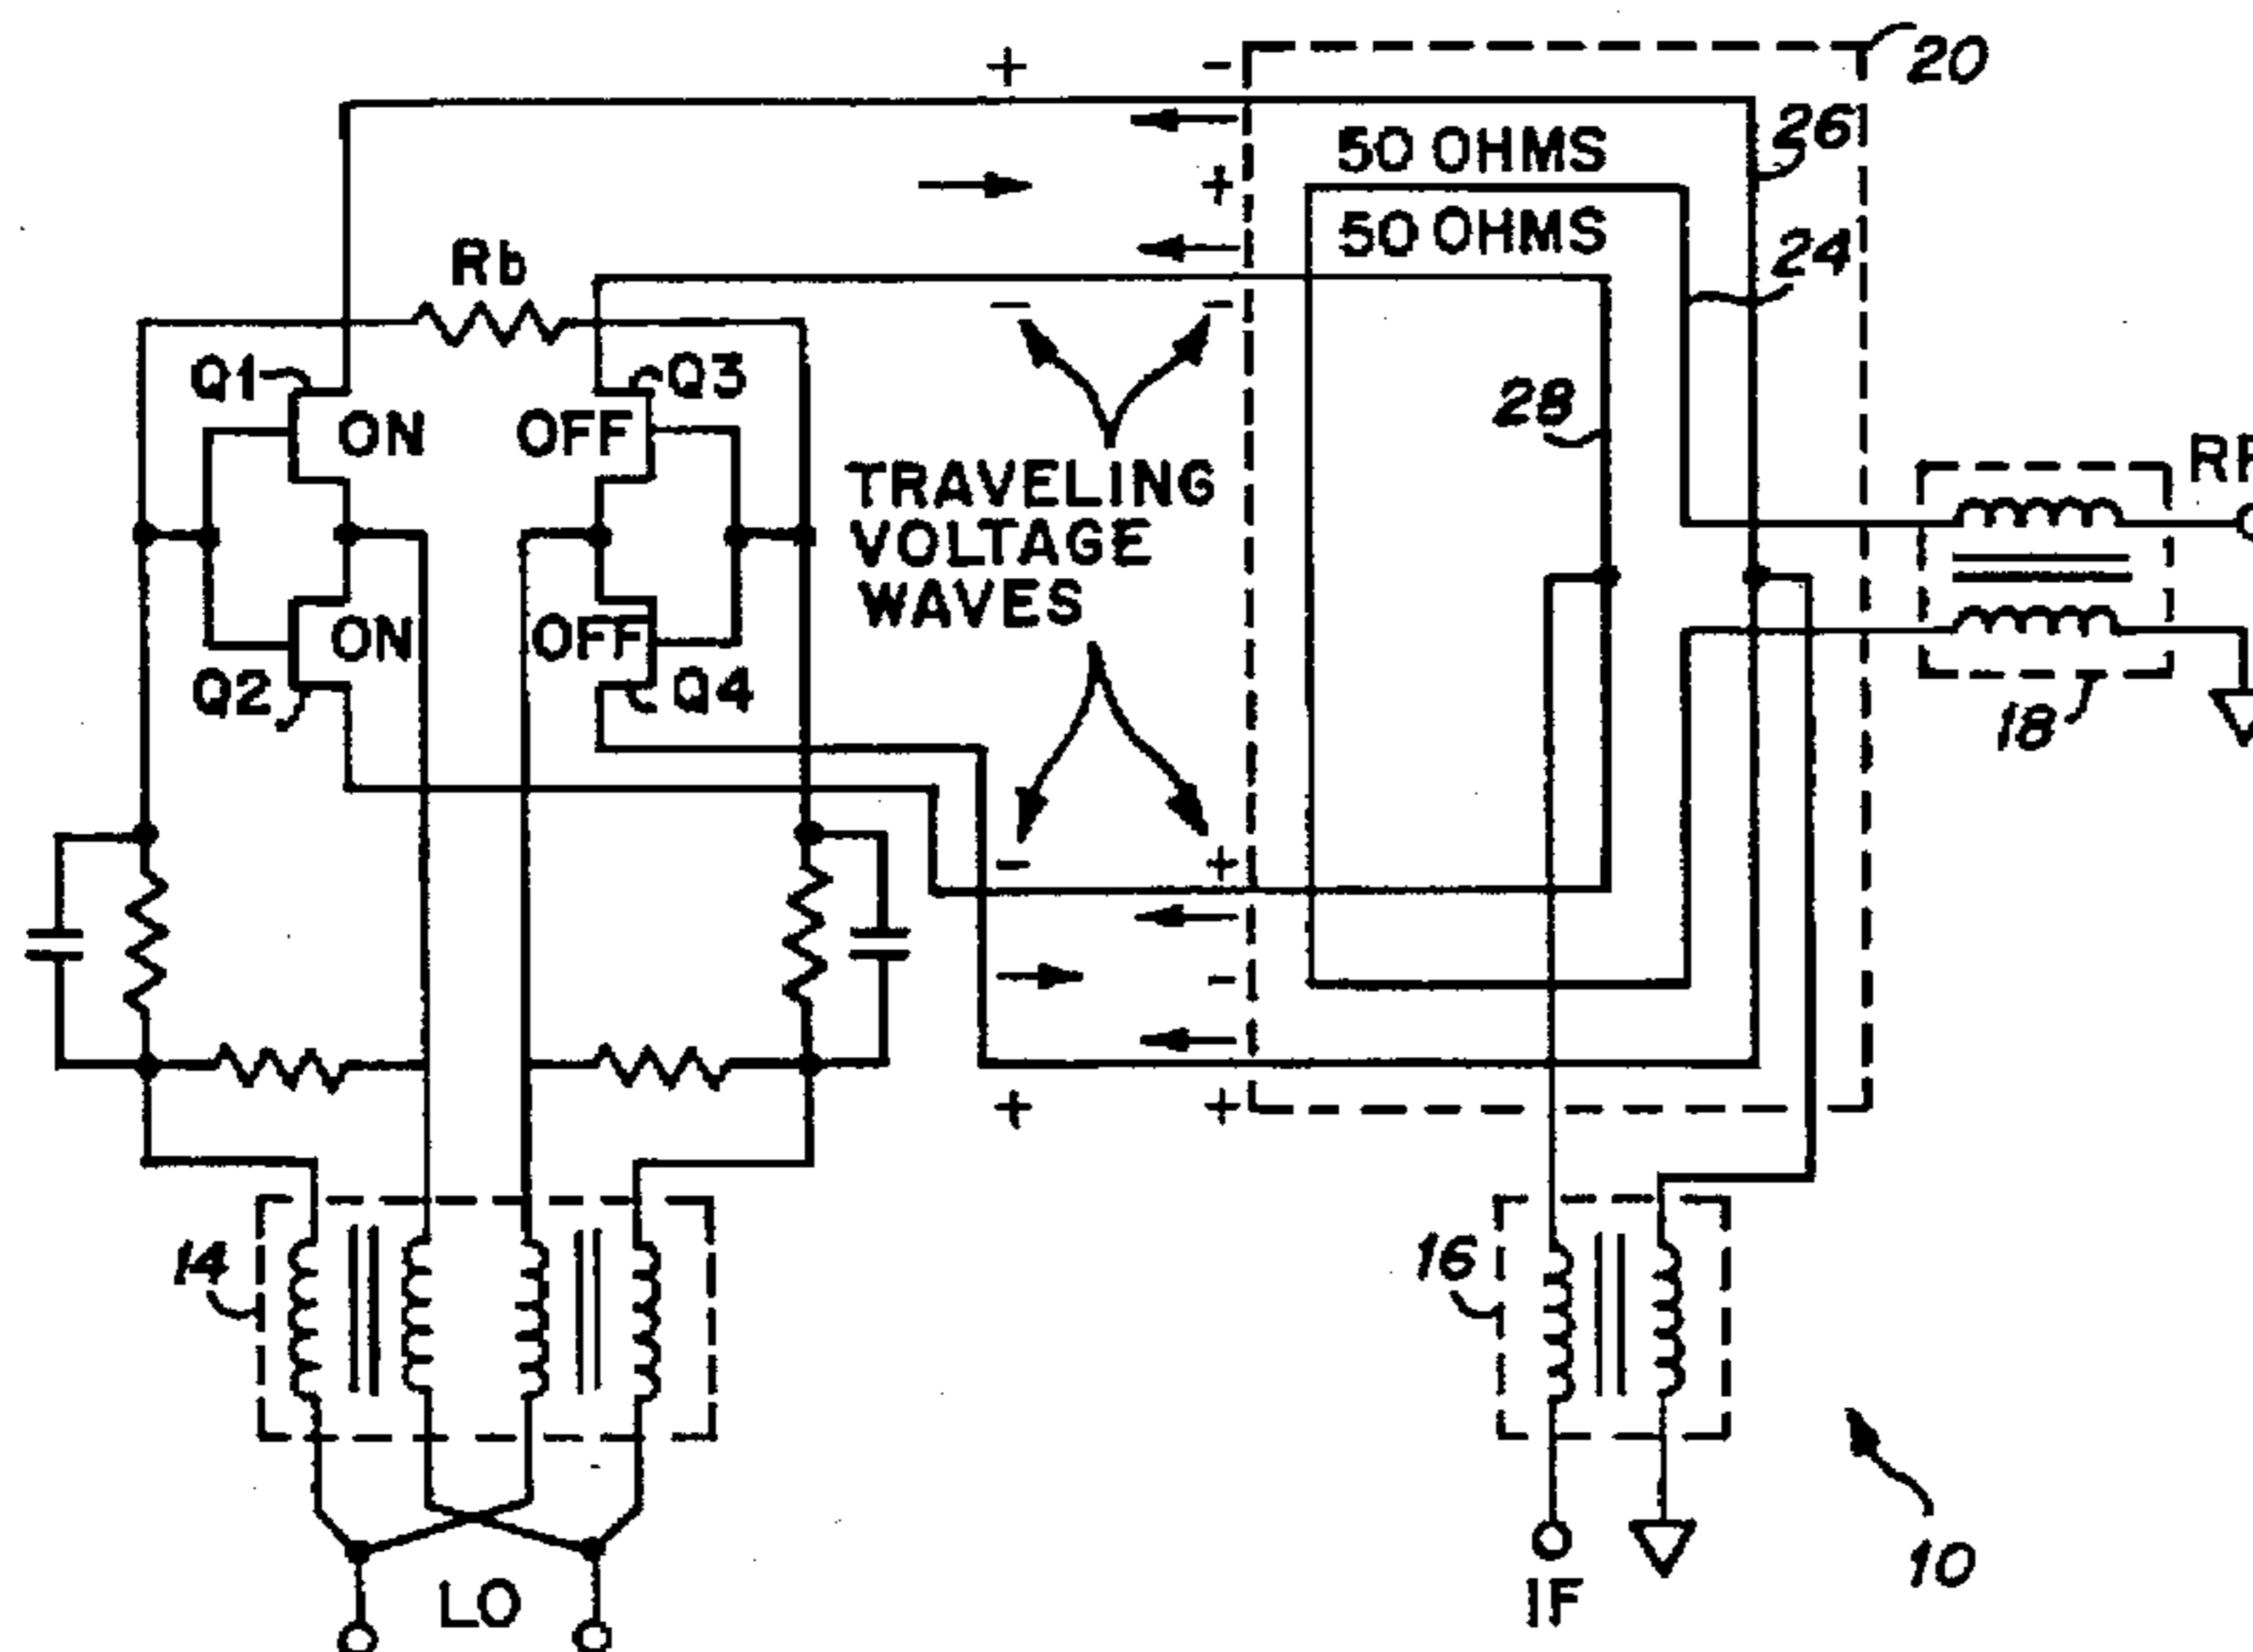 + -
20
26
50 OHMS
+
50 OHMS
24
Rb
- -
Q1
Q3
ON
OFF
28
TRAVELING
VOLTAGE
WAVES
RF
ON
OFF
Q2
Q4
18
- +
-
+ +
14
16
10
LO
IF